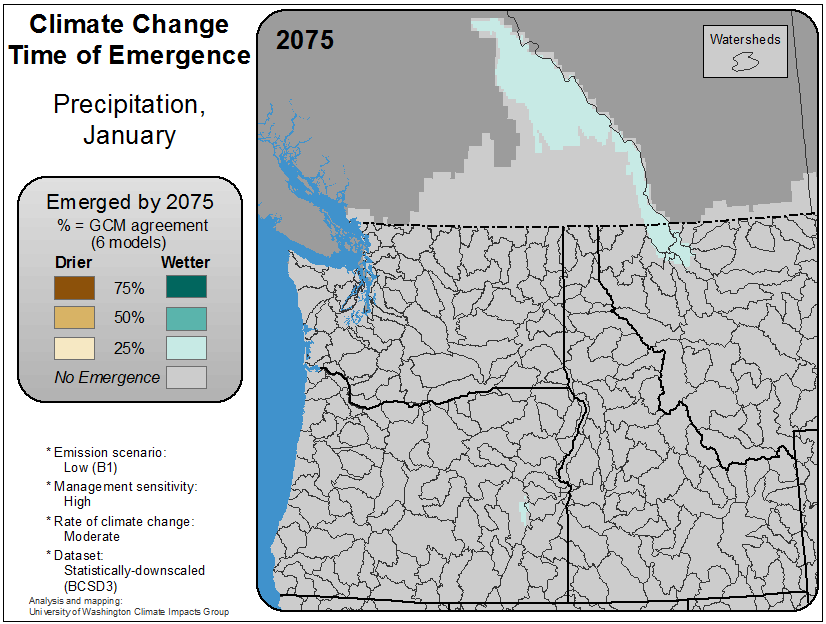 Climate Change
Time of Emergence
Precipitation,
January
Emerged by 2075
% = GCM agreement
(6 models)
Drier Wetter
75%
50%
25%
No Emergence
* Emission scenario:
Low (B1)
* Management sensitivity:
High
* Rate of climate change:
Moderate
* Dataset:
Statistically-downscaled
(BCSD3)
Analysis and mapping:
University of Washington Climate Impacts Group
2075
Watersheds